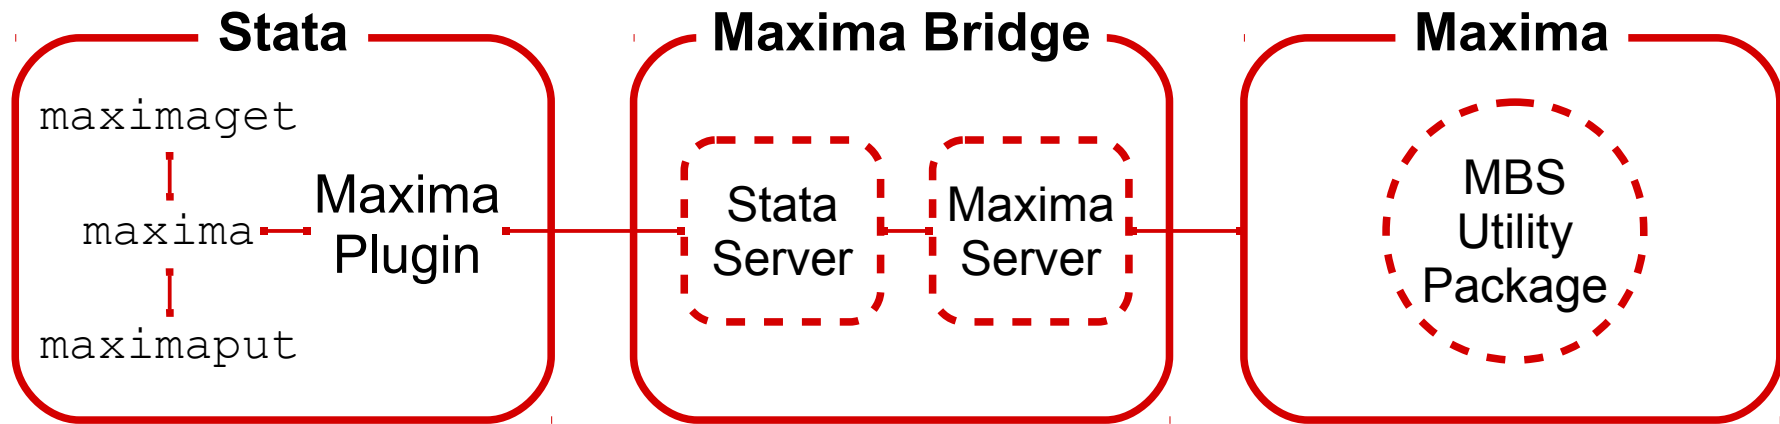 Stata
maximaget
maxima
Maxima
Plugin
maximaput
Maxima Bridge
Stata
Server
Maxima
Server
Maxima
MBS
Utility
Package